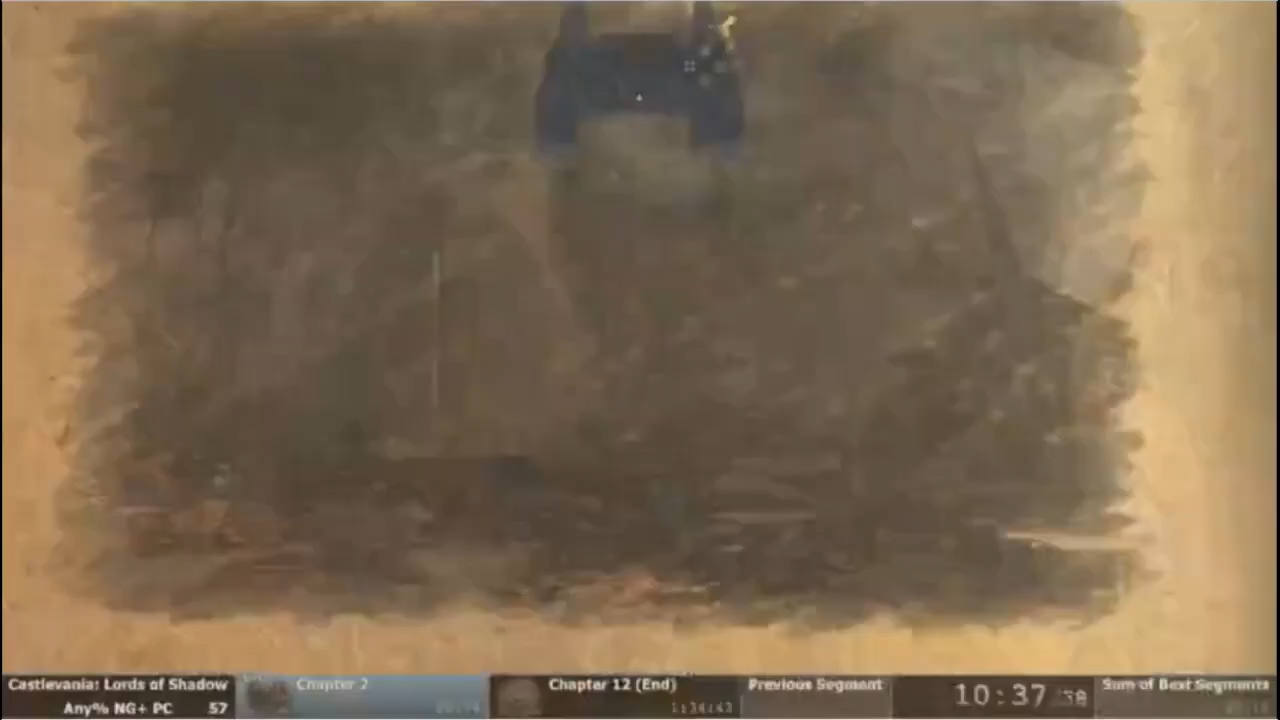 Castlevania: Lords of Shadow
Any% NG+ PC 57
Chapter 2
Chapter 12 (End)
1:34:43
Previous Segment
10:37
Sum of Best Segments